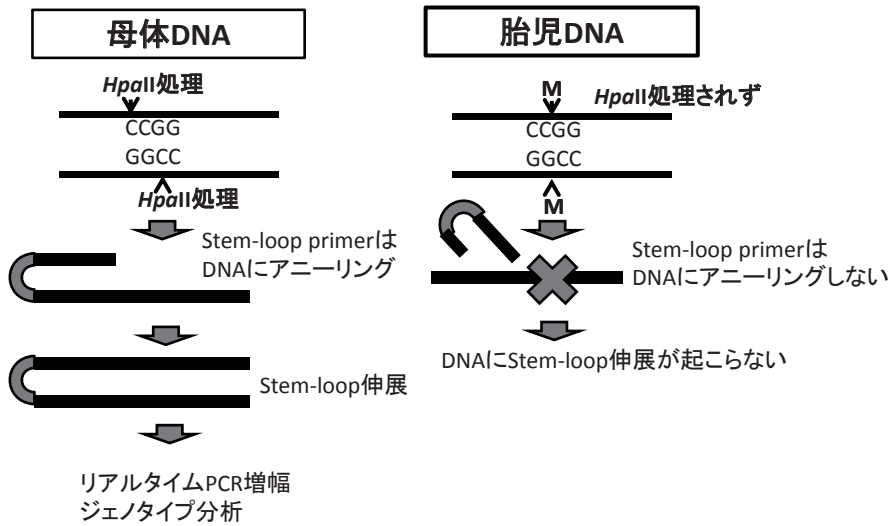 母体DNA
HpaII処理
CCGG
GGCC
HpaII処理
Stem-loop primerは
DNAにアニーリング
Stem-loop伸展
リアルタイムPCR増幅
ジェノタイプ分析
胎児DNA
M
HpaII処理されず
CCGG
GGCC
M
Stem-loop primerは
DNAにアニーリングしない
DNAにStem-loop伸展が起こらない